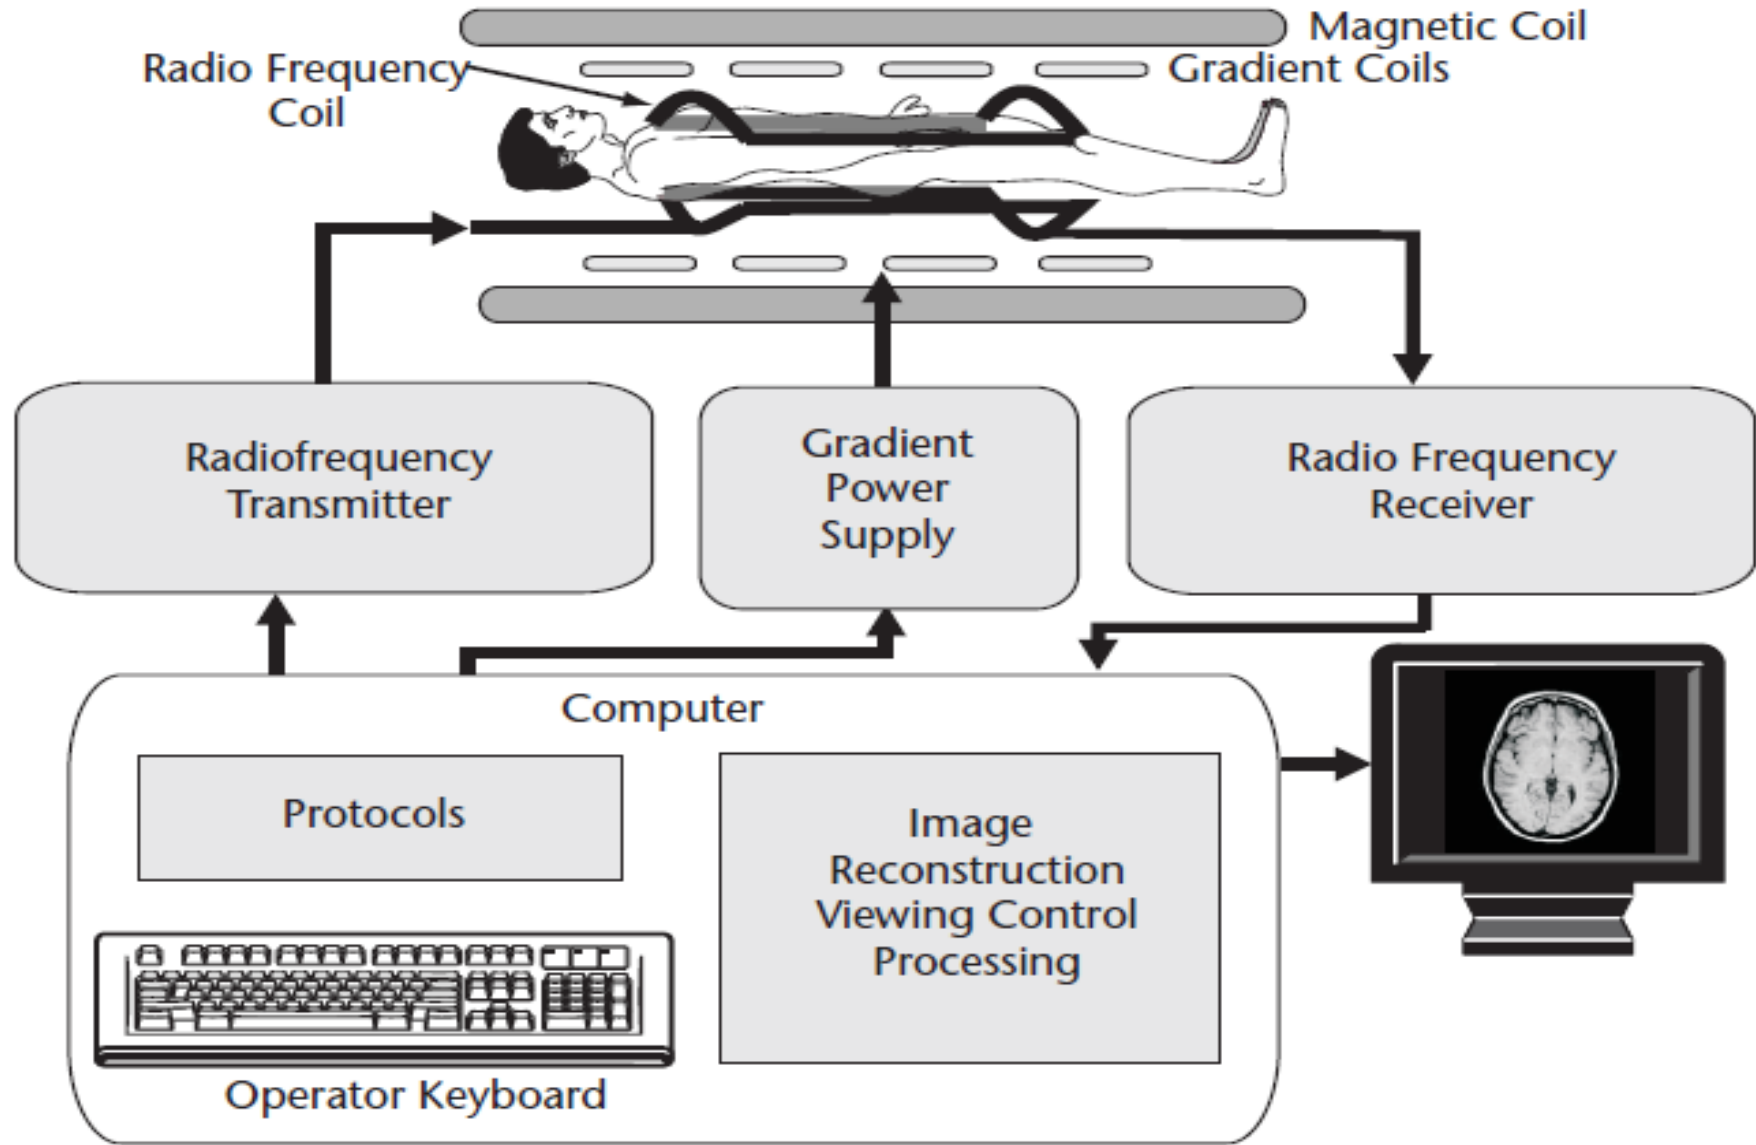 Magnetic Coil
Radio Frequency
Coil
Gradient Coils
Radiofrequency
Transmitter
Gradient
Power
Supply
Radio Frequency
Receiver
Computer
Protocols
Image
Reconstruction
Viewing Control
Processing
Operator Keyboard